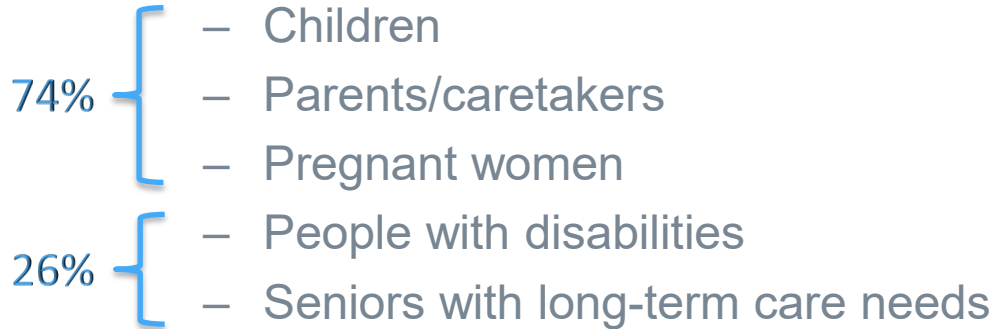 – Children
74%
– Parents/caretakers
– Pregnant women
– People with disabilities
26%
– Seniors with long-term care needs